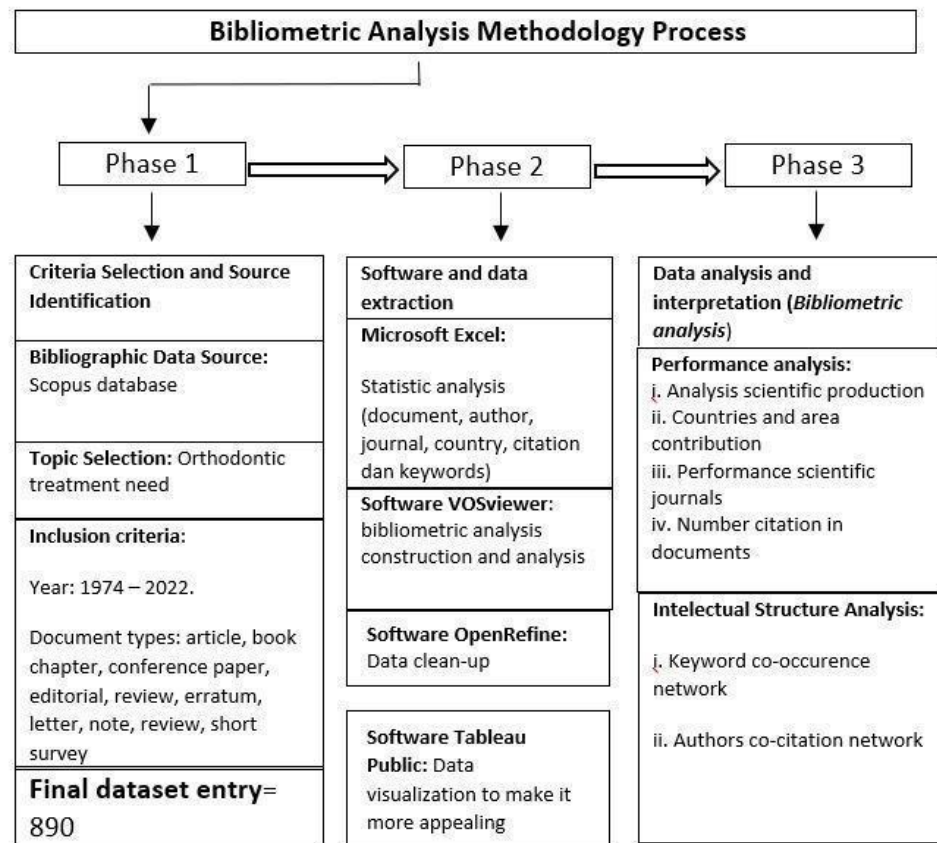 Bibliometric Analysis Methodology Process
Phase 1
Phase 2
Phase 3
Criteria Selection and Source
Identification
Bibliographic Data Source:
Scopus database
Topic Selection: Orthodontic
treatment need
Inclusion criteria:
Year: 1974 – 2022.
Document types: article, book
chapter, conference paper,
editorial, review, erratum,
letter, note, review, short
survey
Final dataset entry=
890
Software and data
extraction
Microsoft Excel:
Statistic analysis
(document, author,
journal, country, citation
dan keywords)
Software VOSviewer:
bibliometric analysis
construction and analysis
Software OpenRefine:
Data clean-up
Software Tableau
Public: Data
visualization to make it
more appealing
Data analysis and
interpretation (Bibliometric
analysis)
Performance analysis:
i. Analysis scientific production
ii. Countries and area
contribution
iii. Performance scientific
journals
iv. Number citation in
documents
Intelectual Structure Analysis:
i. Keyword co-occurence
network
ii. Authors co-citation network